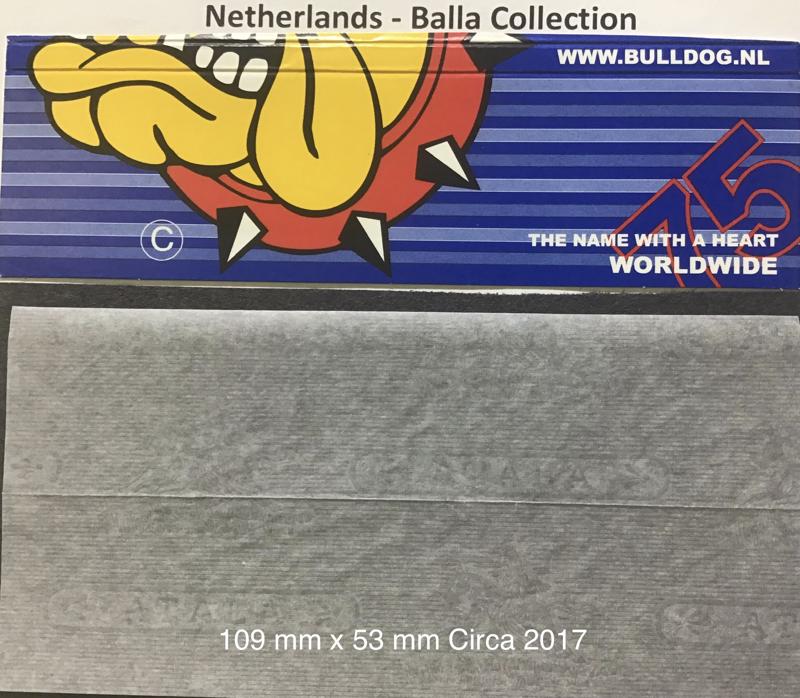 Netherlands - Balla Collection
WWW.BULLDOG.NL
75
©
THE NAME WITH A HEART
WORLDWIDE
109 mm x 53 mm Circa 2017